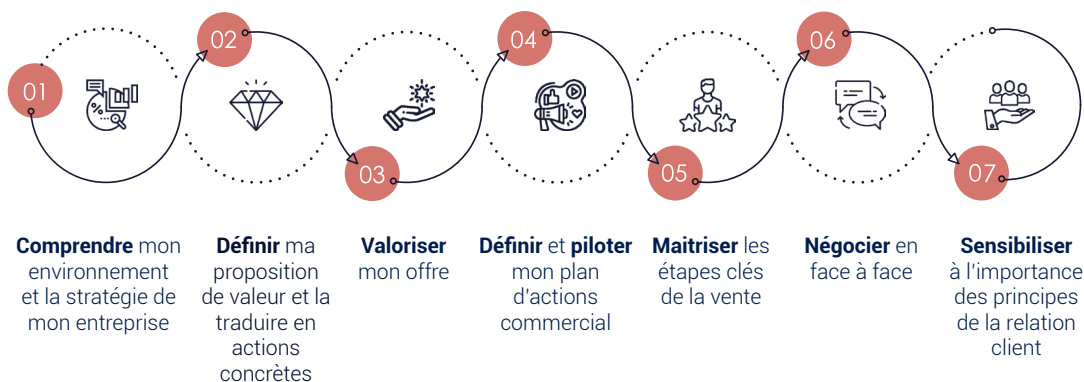 01
Comprendre mon
environnement
et la stratégie de
mon entreprise
02
Définir ma
proposition
de valeur et la
traduire en
actions
concrètes
03
Valoriser
mon offre
04
Définir et piloter
mon plan
d'actions
commercial
05
Maitriser les
étapes clés
de la vente
06
Négocier en
face à face
07
Sensibiliser
à l'importance
des principes
de la relation
client